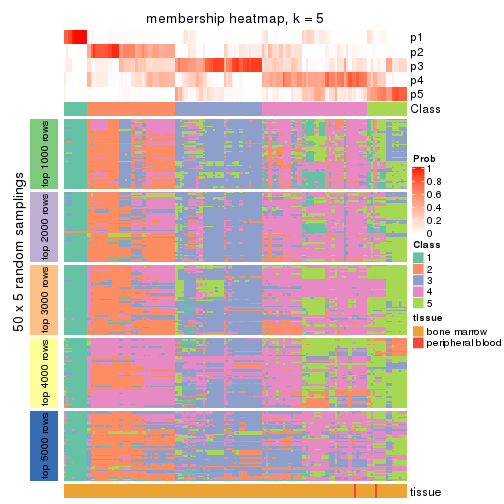 membership heatmap, k = 5
p1
p2
p3
p4
p5
Class
50 x 5 random samplings
top 1000 rows
top 2000 rows
top 3000 rows
top 4000 rows
top 5000 rows
Prob
1
0.8
0.6
0.4
0.2
0
Class
1
2
3
4
5
tissue
bone marrow
peripheral blood
tissue